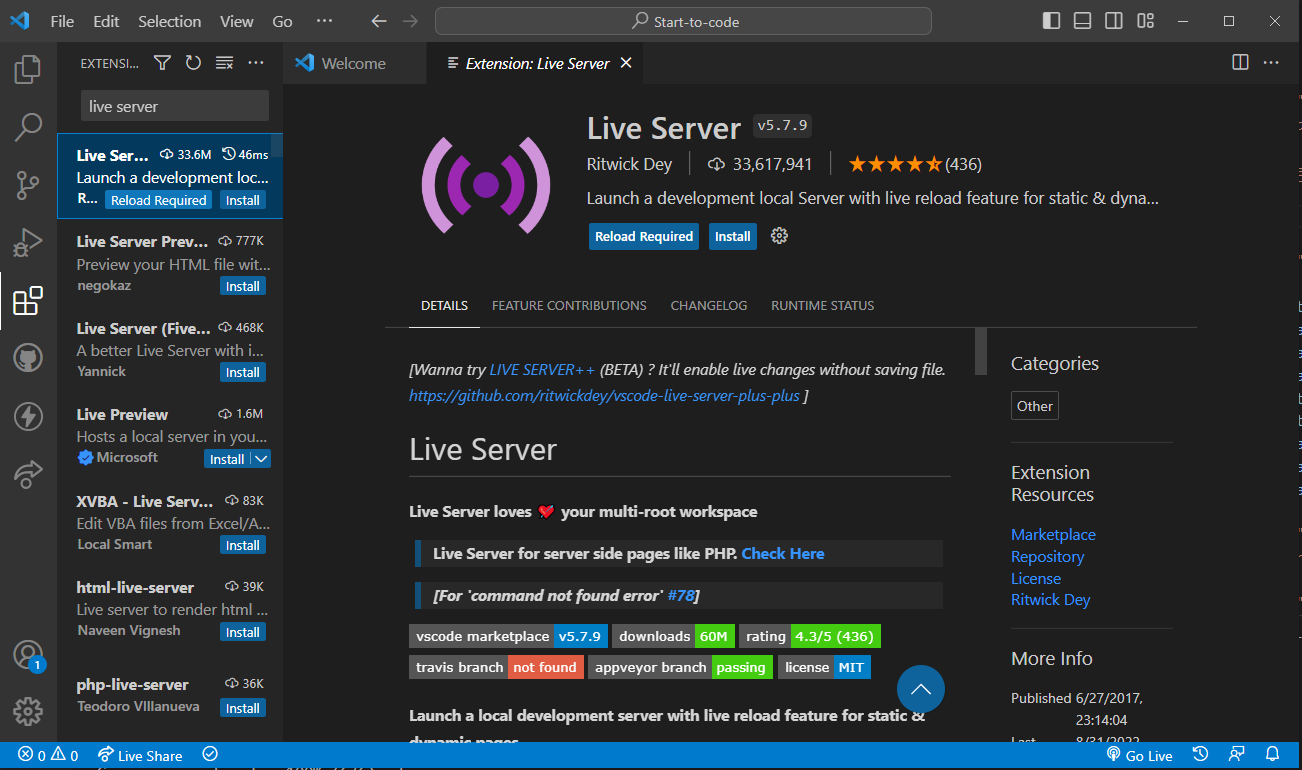 File Edit Selection View Go ···
Start-to-code
EXTENSI...
live server
Live Ser... 33.6M 46ms
Launch a development loc...
R... Reload Required Install
Live Server Prev... 777K
Preview your HTML file wit...
negokaz Install
Live Server (Five... 468K
A better Live Server with i...
Yannick Install
Live Preview 1.6M
Hosts a local server in you...
Microsoft Install
XVBA - Live Serv... 83K
Edit VBA files from Excel/A...
Local Smart Install
html-live-server 39K
Live server to render html ...
Naveen Vignesh Install
php-live-server 36K
Teodoro VIllanueva Install
1
Welcome
Extension: Live Server
Live Server v5.7.9
Ritwick Dey 33,617,941 (436)
Launch a development local Server with live reload feature for static & dyna...
Reload Required Install
DETAILS FEATURE CONTRIBUTIONS CHANGELOG RUNTIME STATUS
[Wanna try LIVE SERVER++ (BETA) ? It'll enable live changes without saving file.
https://github.com/ritwickdey/vscode-live-server-plus-plus ]
Live Server
Live Server loves ❤️ your multi-root workspace
Live Server for server side pages like PHP. Check Here
[For 'command not found error' #78]
vscode marketplace v5.7.9 downloads 60M rating 4.3/5 (436)
travis branch not found appveyor branch passing license MIT
Launch a local development server with live reload feature for static &
dynamic pages
Categories
Other
Extension
Resources
Marketplace
Repository
License
Ritwick Dey
More Info
Published 6/27/2017,
23:14:04
Last 8/31/2022
0 0 Live Share
Go Live